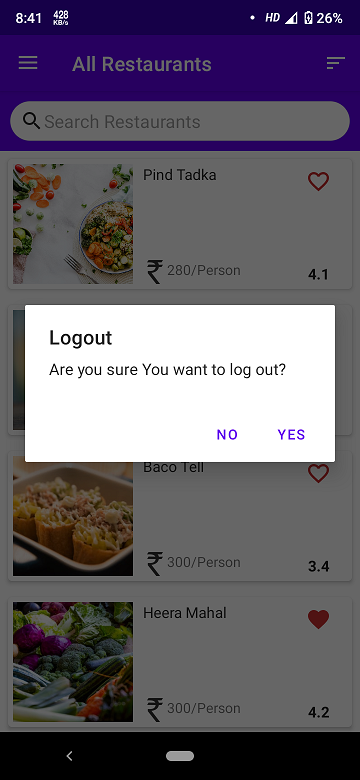 8:41 428 KB/s HD 26%
All Restaurants
Search Restaurants
Pind Tadka
₹ 280/Person 4.1
Logout
Are you sure You want to log out?
NO YES
Baco Tell
₹ 300/Person 3.4
Heera Mahal
₹ 300/Person 4.2